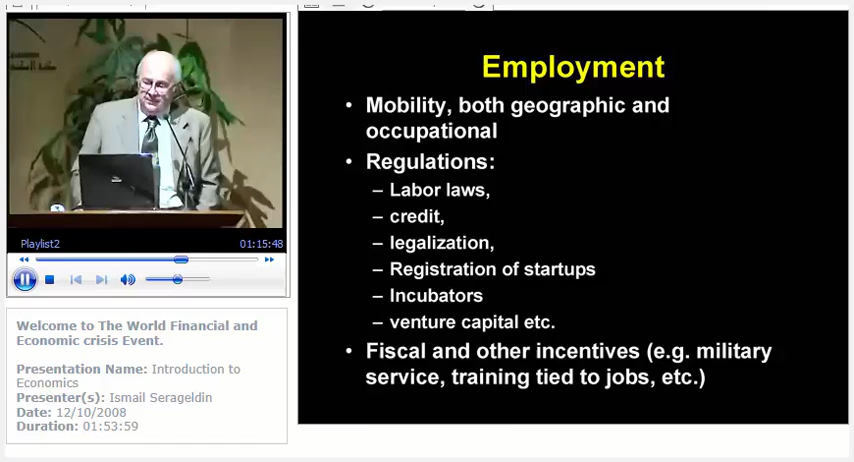 Employment
• Mobility, both geographic and
occupational
• Regulations:
– Labor laws,
– credit,
– legalization,
– Registration of startups
– Incubators
– venture capital etc.
• Fiscal and other incentives (e.g. military
service, training tied to jobs, etc.)
Playlist2 01:15:48
Welcome to The World Financial and
Economic crisis Event.
Presentation Name: Introduction to
Economics
Presenter(s): Ismail Serageldin
Date: 12/10/2008
Duration: 01:53:59